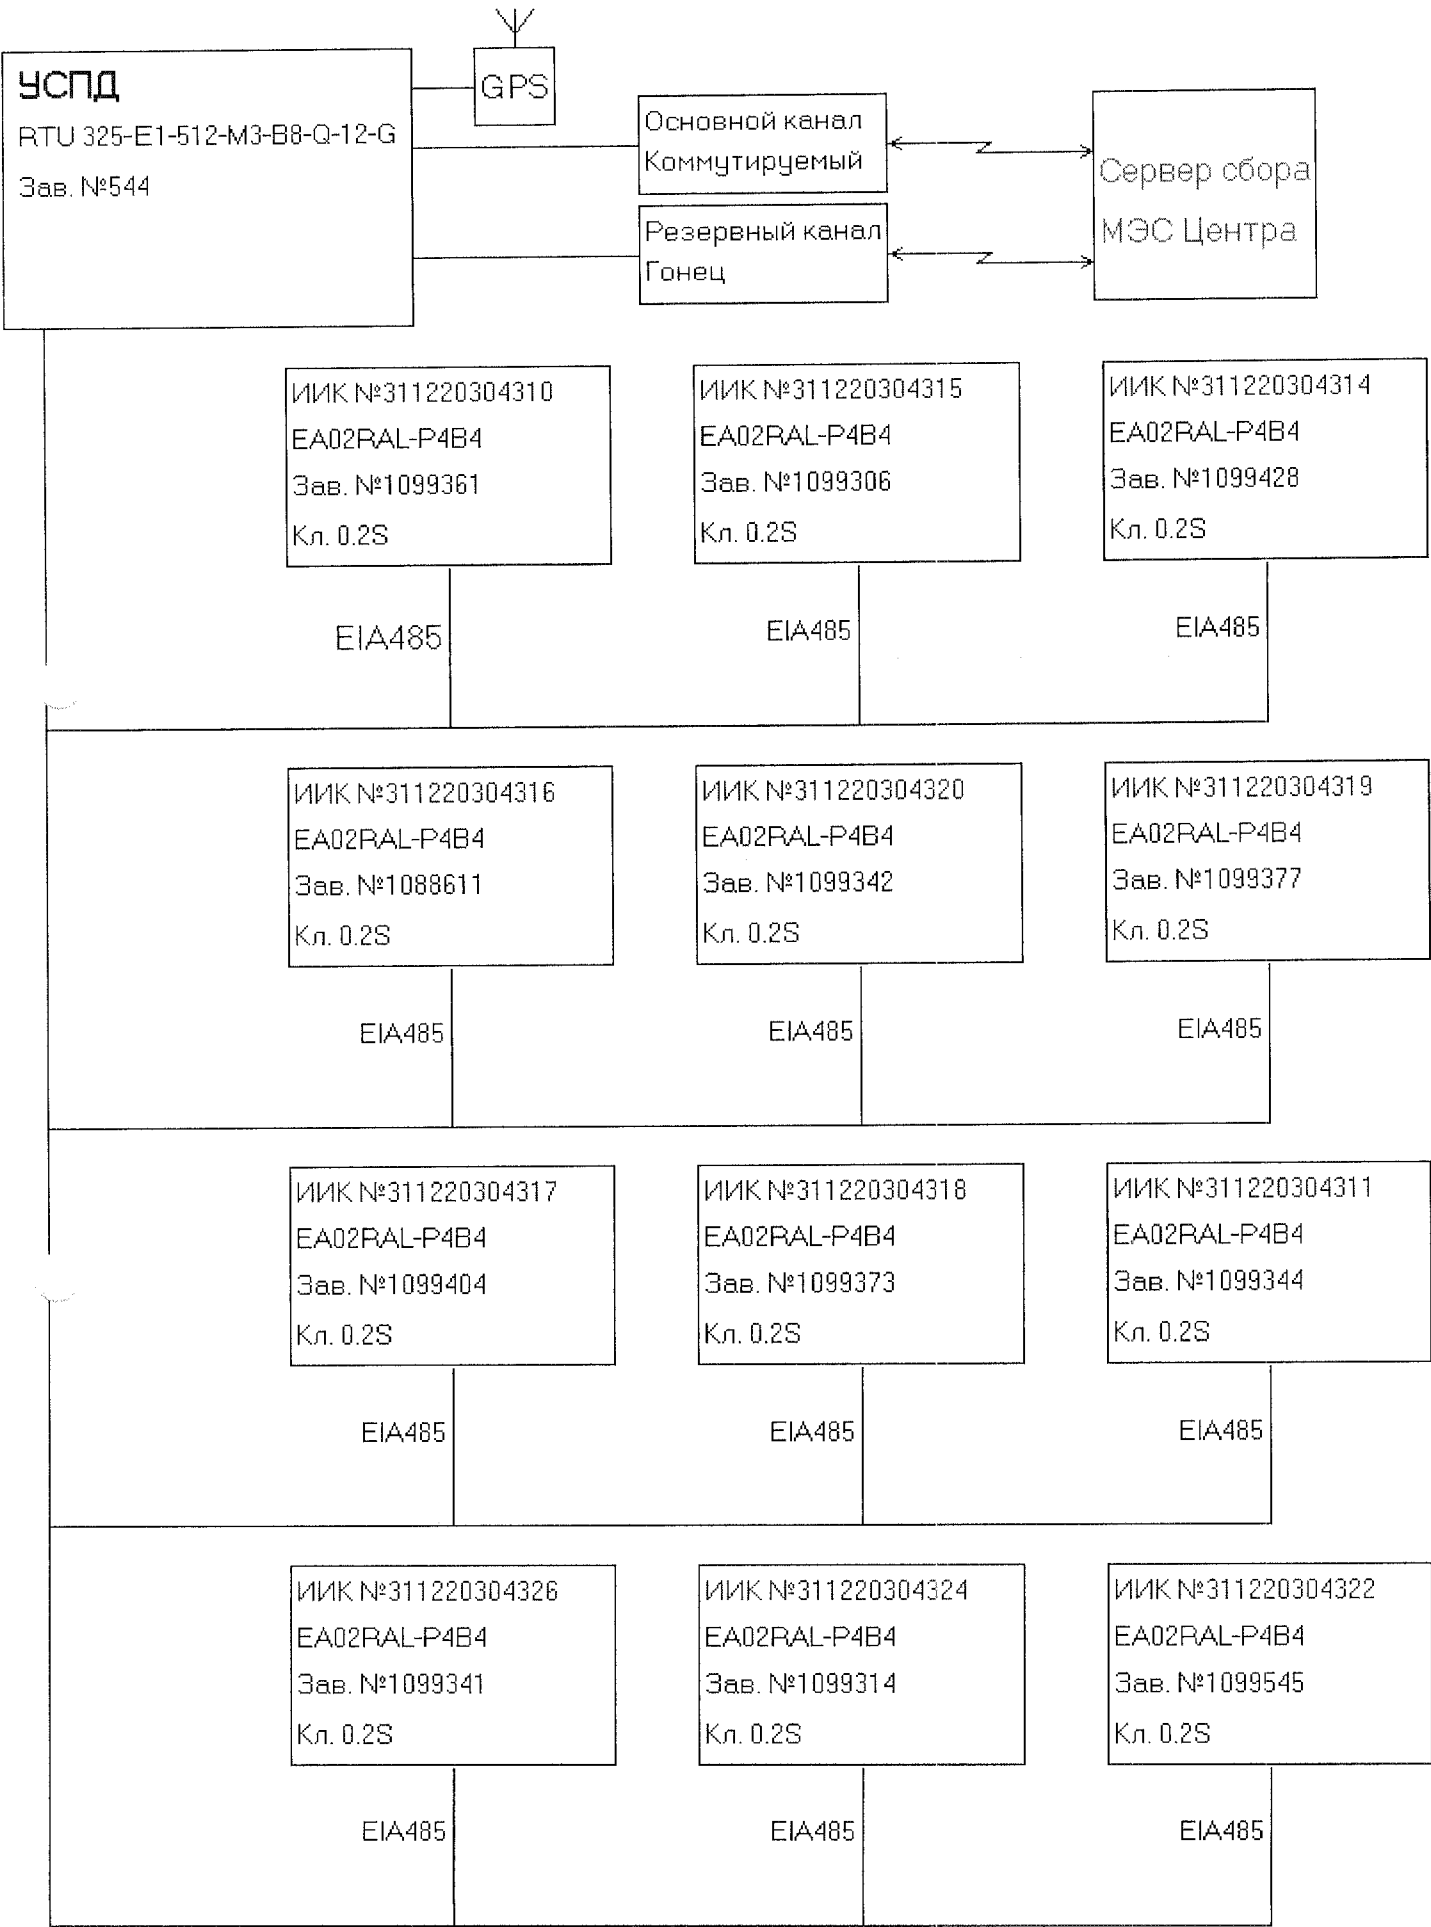 УСПД
RTU 325-E1-512-M3-B8-Q-12-G
Зав. №544
GPS
Основной канал
Коммутируемый
Резервный канал
Гонец
Сервер сбора
МЭС Центра
ИИК №311220304310
EA02RAL-P4B4
Зав. №1099361
Кл. 0.2S
EIA485
ИИК №311220304315
EA02RAL-P4B4
Зав. №1099306
Кл. 0.2S
EIA485
ИИК №311220304314
EA02RAL-P4B4
Зав. №1099428
Кл. 0.2S
EIA485
ИИК №311220304316
EA02RAL-P4B4
Зав. №1088611
Кл. 0.2S
EIA485
ИИК №311220304320
EA02RAL-P4B4
Зав. №1099342
Кл. 0.2S
EIA485
ИИК №311220304319
EA02RAL-P4B4
Зав. №1099377
Кл. 0.2S
EIA485
ИИК №311220304317
EA02RAL-P4B4
Зав. №1099404
Кл. 0.2S
EIA485
ИИК №311220304318
EA02RAL-P4B4
Зав. №1099373
Кл. 0.2S
EIA485
ИИК №311220304311
EA02RAL-P4B4
Зав. №1099344
Кл. 0.2S
EIA485
ИИК №311220304326
EA02RAL-P4B4
Зав. №1099341
Кл. 0.2S
EIA485
ИИК №311220304324
EA02RAL-P4B4
Зав. №1099314
Кл. 0.2S
EIA485
ИИК №311220304322
EA02RAL-P4B4
Зав. №1099545
Кл. 0.2S
EIA485